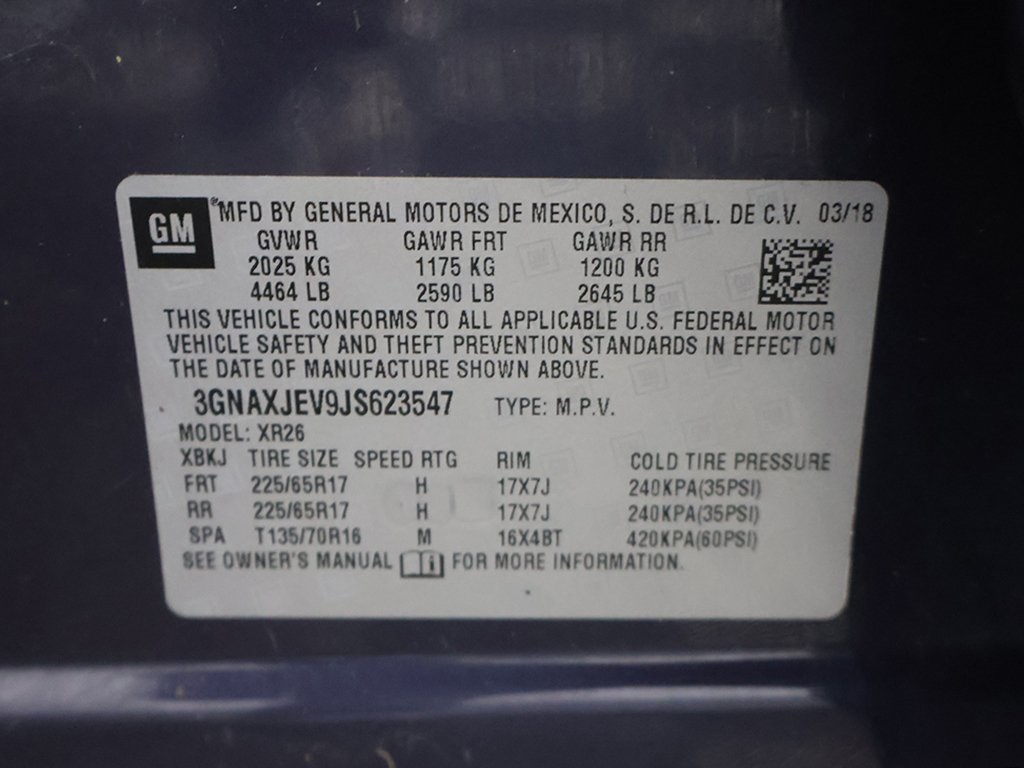 GM ® MFD BY GENERAL MOTORS DE MEXICO, S. DE R.L. DE C.V. 03/18
GVWR GAWR FRT GAWR RR
2025 KG 1175 KG 1200 KG
4464 LB 2590 LB 2645 LB
THIS VEHICLE CONFORMS TO ALL APPLICABLE U.S. FEDERAL MOTOR
VEHICLE SAFETY AND THEFT PREVENTION STANDARDS IN EFFECT ON
THE DATE OF MANUFACTURE SHOWN ABOVE.
3GNAXJEV9JS623547 TYPE: M.P.V.
MODEL: XR26
XBKJ TIRE SIZE SPEED RTG RIM COLD TIRE PRESSURE
FRT 225/65R17 H 17X7J 240KPA(35PSI)
RR 225/65R17 H 17X7J 240KPA(35PSI)
SPA T135/70R16 M 16X4BT 420KPA(60PSI)
SEE OWNER'S MANUAL i FOR MORE INFORMATION.